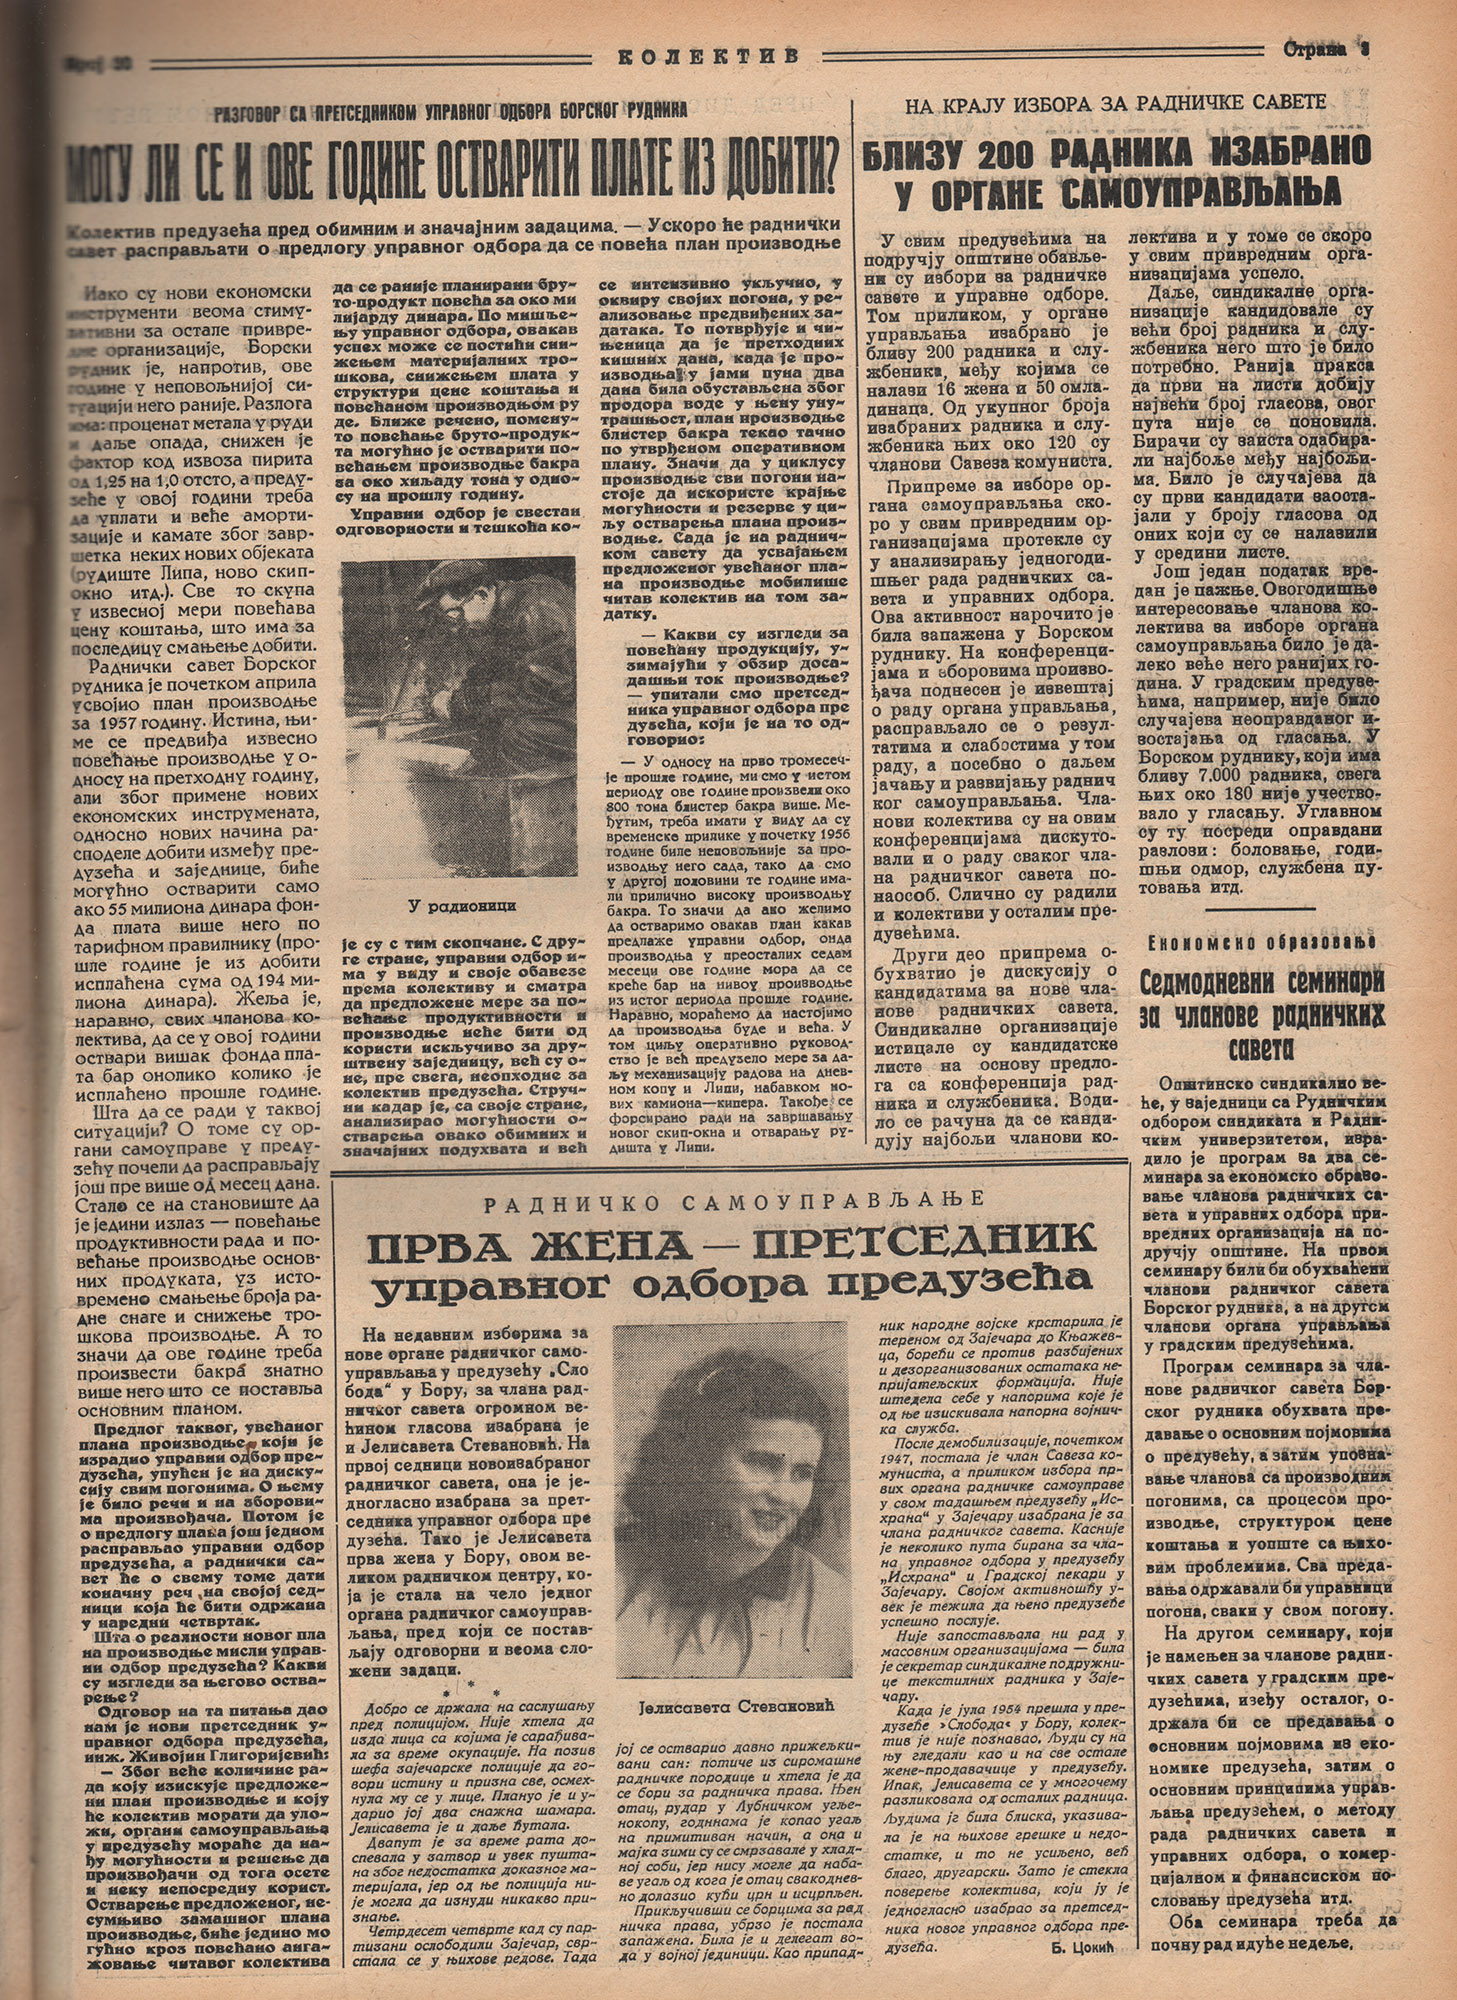 КОЛЕКТИВ
Страна 3
РАЗГОВОР СА ПРЕТСЕДНИКОМ УПРАВНОГ ОДБОРА БОРСКОГ РУДНИКА
МОГУ ЛИ СЕ И ОВЕ ГОДИНЕ ОСТВАРИТИ ПЛАТЕ ИЗ ДОБИТИ?
Колектив предузећа пред обимним и значајним задацима. — Ускоро ће раднички
савет расправљати о предлогу управног одбора да се повећа план производње
Иако су нови економски
инструменти веома стиму-
лативни за остале привре-
дне организације, Борски
рудник је, напротив, ове
године у неповољнијој си-
туацији него раније. Разлога
има: проценат метала у руди
и даље опада, снижен је
фактор код извоза пирита
од 1,25 на 1,0 отсто, а преду-
зеће у овој години треба
да уплати и веће аморти-
зације и камате због завр-
шетка неких нових објеката
(рудиште Липа, ново скип-
окно итд.). Све то скупа
у извесној мери повећава
цену коштања, што има за
последицу смањење добити.
Раднички савет Борског
рудника је почетком априла
усвојио план производње
за 1957 годину. Истина, њи-
ме се предвиђа извесно
повећање производње у о-
дносу на претходну годину,
али због примене нових
економских инструмената,
односно нових начина ра-
споделе добити између пре-
дузећа и заједнице, биће
могућно остварити само
ако 55 милиона динара фон-
да плата више него по
тарифном правилнику (про-
шле године је из добити
исплаћена сума од 194 ми-
лиона динара). Жеља је,
наравно, свих чланова ко-
лектива, да се у овој години
оствари вишак фонда пла-
та бар онолико колико је
исплаћено прошле године.
Шта да се ради у таквој
ситуацији? О томе су ор-
гани самоуправе у преду-
зећу почели да расправљају
још пре више од месец дана.
Стало се на становиште да
је једини излаз — повећање
продуктивности рада и по-
већање производње основ-
них продуката, уз исто-
времено смањење броја ра-
дне снаге и снижење тро-
шкова производње. А то
значи да ове године треба
произвести бакра знатно
више него што се поставља
основним планом.
Предлог таквог, увећаног
плана производње, који је
израдио управни одбор пре-
дузећа, упућен је на диску-
сију свим погонима. О њему
је било речи и на зборови-
ма произвођача. Потом је
о предлогу плана још једном
расправљао управни одбор
предузећа, а раднички са-
вет ће о свему томе дати
коначну реч на својој сед-
ници која ће бити одржана
у наредни четвртак.
Шта о реалности новог пла
на производње мисли управ-
ни одбор предузећа? Какви
су изгледи за његово оства-
рење?
Одговор на та питања дао
нам је нови претседник у-
правног одбора предузећа,
инж. Живојин Глигоријевић:
— Због веће количине ра-
да коју изискује предложе-
ни план производње и коју
ће колектив морати да уло-
жи, органи самоуправљања
у предузећу мораће да на-
ђу могућности и решење да
произвођачи од тога осете
и неку непосредну корист.
Остварење предложеног, не-
сумњиво замашног плана
производње, биће једино мо
гућно кроз повећано анга-
жовање читавог колектива
да се раније планирани бру-
то-продукт повећа за око ми
лијарду динара. По мишље-
њу управног одбора, овакав
успех може се постићи сни-
жењем материјалних тро-
шкова, снижењем плата у
структури цене коштања и
повећаном производњом ру
де. Ближе речено, помену-
то повећање бруто-продук-
та могућно је остварити по-
већањем производње бакра
за око хиљаду тона у одно-
су на прошлу годину.
Управни одбор је свестан
одговорности и тешкоћа ко-
У радионици
је су с тим скопчане. С дру-
ге стране, управни одбор и-
ма у виду и своје обавезе
према колективу и сматра
да предложене мере за по-
већање продуктивности и
производње неће бити од
користи искључиво за дру-
штвену заједницу, већ су о-
не, пре свега, неопходне за
колектив предузећа. Струч-
ни кадар је, са своје стране,
анализирао могућности о-
стварења овако обимних и
значајних подухвата и већ
се интензивно укључио, у
оквиру својих погона, у ре-
ализовање предвиђених за-
датака. То потврђује и чи-
њеница да је претходних
кишних дана, када је про-
изводња у јами пуна два
дана била обустављена због
продора воде у њену уну-
трашњост, план производње
блистер бакра текао тачно
по утврђеном оперативном
плану. Значи да у циклусу
производње сви погони на-
стоје да искористе крајње
могућности и резерве у ци-
љу остварења плана произ-
водње. Сада је на раднич-
ком савету да усвајањем
предложеног увећаног пла-
на производње мобилише
читав колектив на том за-
датку.
— Какви су изгледи за
повећану продукцију, у-
зимајући у обзир доса-
дашњи ток производње?
— упитали смо претсед-
ника управног одбора пре
дузећа, који је на то од-
говорио:
— У односу на прво тромесеч-
је прошле године, ми смо у истом
периоду ове године произвели око
800 тона блистер бакра више. Ме-
ђутим, треба имати у виду да су
временске прилике у почетку 1956
године биле неповољније за про-
изводњу него сада, тако да смо
у другој половини те године има-
ли прилично високу производњу
бакра. То значи да ако желимо
да остваримо овакав план какав
предлаже управни одбор, онда
производња у преосталих седам
месеци ове године мора да се
креће бар на нивоу производње
из истог периода прошле године.
Наравно, мораћемо да настојимо
да производња буде и већа. У
том циљу оперативно руковод-
ство је већ предузело мере за да-
љу механизацију радова на днев-
ном копу и Липи, набавком но-
вих камиона—кипера. Такође, се
форсирано ради на завршавању
новог скип-окна и отварању ру-
дишта у Липи.
НА КРАЈУ ИЗБОРА ЗА РАДНИЧКЕ САВЕТЕ
БЛИЗУ 200 РАДНИКА ИЗАБРАНО
У ОРГАНЕ САМОУПРАВЉАЊА
У свим предузећима на
подручју општине обавље-
ни су избори за радничке
савете и управне одборе.
Том приликом, у органе
управљања изабрано је
близу 200 радника и слу-
жбеника, међу којима се
налази 16 жена и 50 омла-
динаца. Од укупног броја
изабраних радника и слу-
жбеника њих око 120 су
чланови Савеза комуниста.
Припреме за изборе ор-
гана самоуправљања ско-
ро у свим привредним ор-
ганизацијама протекле су
у анализирању једногоди-
шњег рада радничких са-
вета и управних одбора.
Ова активност нарочито је
била запажена у Борском
руднику. На конференци-
јама и зборовима произво-
ђача поднесен је извештај
о раду органа управљања,
расправљало се о резул-
татима и слабостима у том
раду, а посебно о даљем
јачању и развијању раднич
ког самоуправљања. Чла-
нови колектива су на овим
конференцијама дискуто-
вали и о раду сваког чла-
на радничког савета по-
наособ. Слично су радили
и колективи у осталим пре-
дузећима.
Други део припрема о-
бухватио је дискусију о
кандидатима за нове чла-
нове радничких савета.
Синдикалне организације
истицале су кандидатске
листе на основу предло-
га са конференција рад-
ника и службеника. Води-
ло се рачуна да се канди-
дују најбољи чланови ко-
лектива и у томе се скоро
у свим привредним орга-
низацијама успело.
Даље, синдикалне орга-
низације кандидовале су
већи број радника и слу-
жбеника него што је било
потребно. Ранија пракса
да први на листи добију
највећи број гласова, овог
пута није се поновила.
Бирачи су заиста одабира-
ли најбоље међу најбољи-
ма. Било је случајева да
су први кандидати заоста-
јали у броју гласова од
оних који су се налазили
у средини листе.
Још један податак вре-
дан је пажње. Овогодишње
интересовање чланова ко-
лектива за изборе органа
самоуправљања било је да-
леко веће него ранијих го-
дина. У градским предузе-
ћима, например, није било
случајева неоправданог и-
зостајања од гласања. У
Борском руднику, који има
близу 7.000 радника, свега
њих око 180 није учество-
вало у гласању. Углавном
су ту посреди оправдани
разлози: боловање, годи-
шњи одмор, службена пу-
товања итд.
Економско образовање
Седмодневни семинари
за чланове радничких
савета
Општинско синдикално ве-
ће, у заједници са Рудничким
одбором синдиката и Радни-
чким универзитетом, изра-
дило је програм за два се-
минара за економско образо-
вање чланова радничких са-
вета и управних одбора при-
вредних организација на по-
дручју општине. На првом
семинару били би обухваћени
чланови радничког савета
Борског рудника, а на другом
чланови органа управљања
у градским предузећима.
Програм семинара за чла-
нове радничког савета Бор-
ског рудника обухвата пре-
давање о основним појмовима
о предузећу, а затим упозна-
вање чланова са производним
погонима, са процесом про-
изводње, структуром цене
коштања и уопште са њихо-
вим проблемима. Сва преда-
вања одржавали би управници
погона, сваки у свом погону.
На другом семинару, који
је намењен за чланове радни-
чких савета у градским пре-
дузећима, изеђу осталог, о-
држала би се предавања о
основним појмовима из еко-
номике предузећа, затим о
основним принципима управ-
љања предузећем, о методу
рада радничких савета и
управних одбора, о комер-
цијалном и финансиском по-
словању предузећа итд.
Оба семинара треба да
почну рад идуће недеље.
РАДНИЧКО САМОУПРАВЉАЊЕ
ПРВА ЖЕНА — ПРЕТСЕДНИК
управног одбора предузећа
На недавним изборима за
нове органе радничког само-
управљања у предузећу „Сло
бода“ у Бору, за члана рад-
ничког савета огромном ве-
ћином гласова изабрана је
и Јелисавета Стевановић. На
првој седници новоизабраног
радничког савета, она је је-
дногласно изабрана за прет-
седника управног одбора пре
дузећа. Тако је Јелисавета
прва жена у Бору, овом ве-
ликом радничком центру, ко-
ја је стала на чело једног
органа радничког самоуправ-
љања, пред који се постав-
љају одговорни и веома сло-
жени задаци.
* * *
Добро се држала на саслушању
пред полицијом. Није хтела да
изда лица са којима је сарађива-
ла за време окупације. На позив
шефа зајечарске полиције да го-
вори истину и призна све, осмех-
нула му се у лице. Плануо је и у-
дарио јој два снажна шамара.
Јелисавета је и даље ћутала.
Двапут је за време рата до-
спевала у затвор и увек пушта-
на због недостатка доказног ма-
теријала, јер од ње полиција ни-
је могла да изнуди никакво при-
знање.
Четрдесет четврте кад су пар-
тизани ослободили Зајечар, свр-
стала се у њихове редове. Тада
Јелисавета Стевановић
јој се остварио давно прижељки-
вани сан: потиче из сиромашне
радничке породице и хтела је да
се бори за радничка права. Њен
отац, рудар у Лубничком угље-
нокопу, годинама је копао угаљ
на примитиван начин, а она и
мајка зими су се смрзавале у хлад-
ној соби, јер нису могле да наба-
ве угаљ од кога је отац свакоднев-
но долазио кући црн и исцрпљен.
Прикључивши се борцима за рад
ничка права, убрзо је постала
запажена. Била је и делегат во-
да у војној јединици. Као припад-
ник народне војске крстарила је
тереном од Зајечара до Књажев-
ца, борећи се против разбијених
и дезорганизованих остатака не-
пријатељских формација. Није
штедела себе у напорима које је
од ње изискивала напорна војнич-
ка служба.
После демобилизације, почетком
1947, постала је члан Савеза ко-
муниста, а приликом избора пр-
вих органа радничке самоуправе
у свом тадашњем предузећу „Ис-
храна“ у Зајечару изабрана је за
члана радничког савета. Касније
је неколико пута бирана за чла-
на управног одбора у предузећу
„Исхрана“ и Градској пекари у
Зајечару. Својом активношћу у-
век је тежила да њено предузеће
успешно послује.
Није запостављала ни рад у
масовним организацијама — била
је секретар синдикалне подружни-
це текстилних радника у Заје-
чару.
Када је јула 1954 прешла у пре-
дузеће »Слобода« у Бору, колек-
тив је није познавао. Људи су на
њу гледали као и на све остале
жене-продавачице у предузећу.
Ипак, Јелисавета се у многочему
разликовала од осталих радница.
Људима је била блиска, указива-
ла је на њихове грешке и недо-
статке, и то не усиљено, већ
благо, другарски. Зато је стекла
поверење колектива, који ју је
једногласно изабрао за претсед-
ника новог управног одбора пре-
дузећа.
Б. Цокић